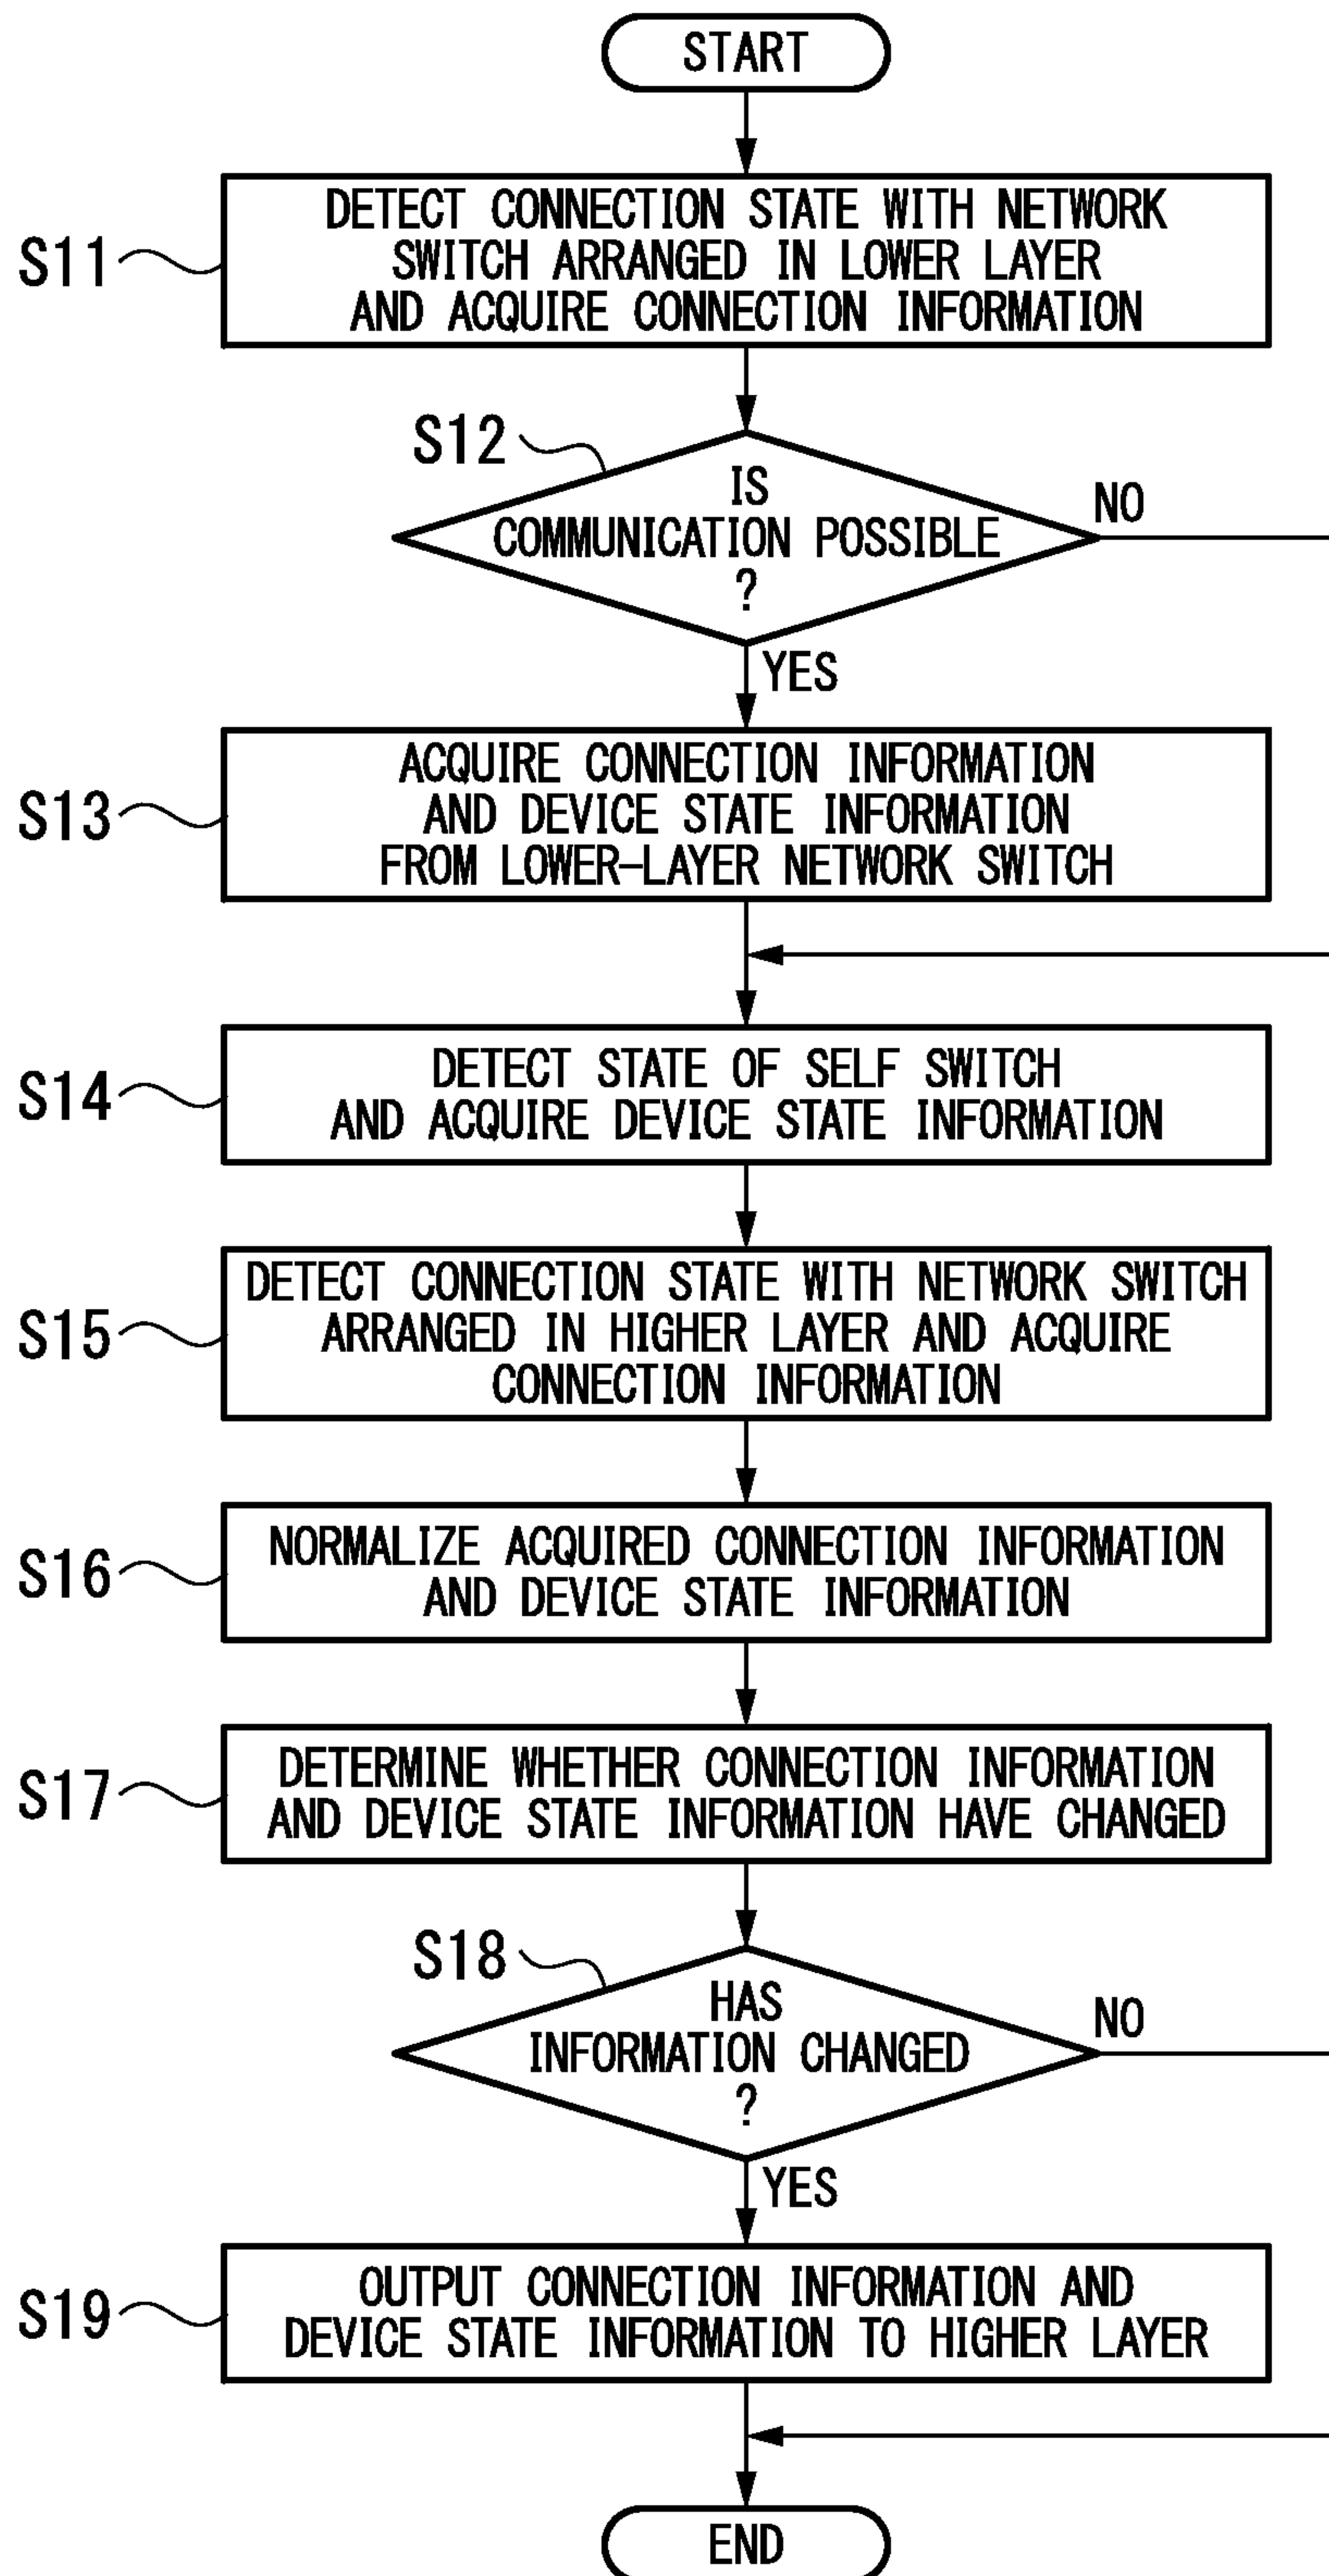 START
S11
DETECT CONNECTION STATE WITH NETWORK
SWITCH ARRANGED IN LOWER LAYER
AND ACQUIRE CONNECTION INFORMATION
S12
IS
COMMUNICATION POSSIBLE
?
NO
YES
S13
ACQUIRE CONNECTION INFORMATION
AND DEVICE STATE INFORMATION
FROM LOWER-LAYER NETWORK SWITCH
S14
DETECT STATE OF SELF SWITCH
AND ACQUIRE DEVICE STATE INFORMATION
S15
DETECT CONNECTION STATE WITH NETWORK SWITCH
ARRANGED IN HIGHER LAYER AND ACQUIRE
CONNECTION INFORMATION
S16
NORMALIZE ACQUIRED CONNECTION INFORMATION
AND DEVICE STATE INFORMATION
S17
DETERMINE WHETHER CONNECTION INFORMATION
AND DEVICE STATE INFORMATION HAVE CHANGED
S18
HAS
INFORMATION CHANGED
?
NO
YES
S19
OUTPUT CONNECTION INFORMATION AND
DEVICE STATE INFORMATION TO HIGHER LAYER
END